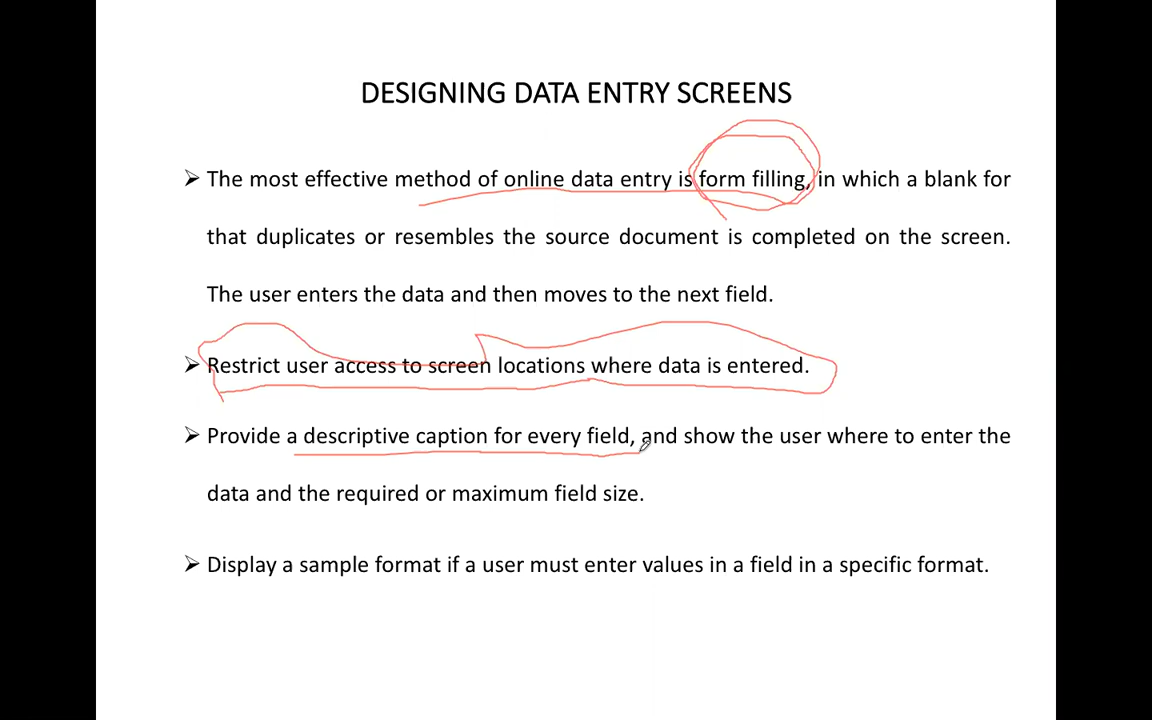 DESIGNING DATA ENTRY SCREENS
➢ The most effective method of online data entry is form filling, in which a blank for
that duplicates or resembles the source document is completed on the screen.
The user enters the data and then moves to the next field.
➢ Restrict user access to screen locations where data is entered.
➢ Provide a descriptive caption for every field, and show the user where to enter the
data and the required or maximum field size.
➢ Display a sample format if a user must enter values in a field in a specific format.